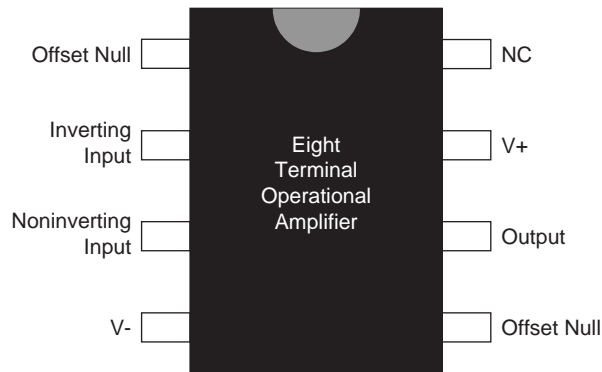 Offset Null
Inverting
Input
Noninverting
Input
V-
Eight
Terminal
Operational
Amplifier
NC
V+
Output
Offset Null